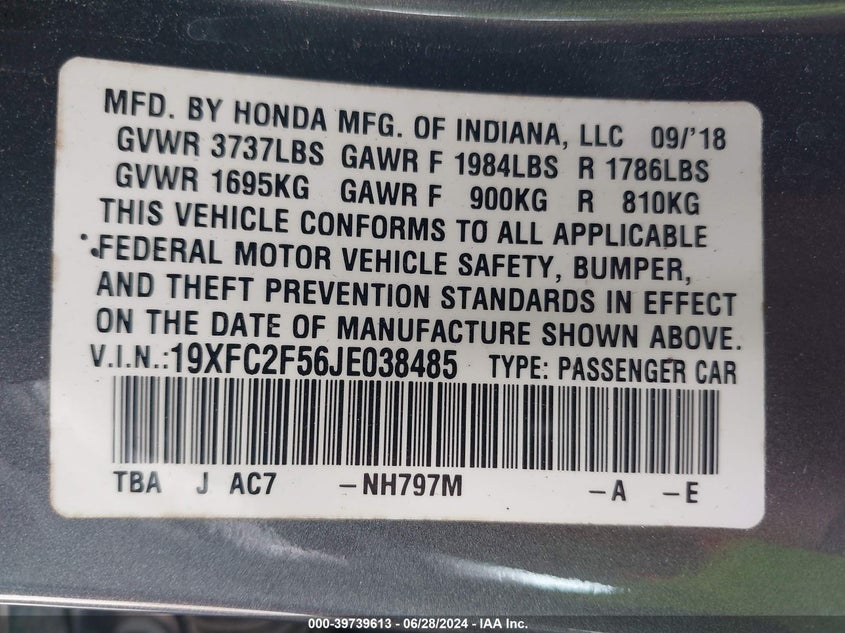 MFD. BY HONDA MFG. OF INDIANA, LLC 09/'18
GVWR 3737LBS GAWR F 1984LBS R 1786LBS
GVWR 1695KG GAWR F 900KG R 810KG
THIS VEHICLE CONFORMS TO ALL APPLICABLE
FEDERAL MOTOR VEHICLE SAFETY, BUMPER,
AND THEFT PREVENTION STANDARDS IN EFFECT
ON THE DATE OF MANUFACTURE SHOWN ABOVE.
V.I.N.:19XFC2F56JE038485 TYPE: PASSENGER CAR
TBA J AC7 –NH797M –A –E
000-39739613 - 06/28/2024 - IAA Inc.